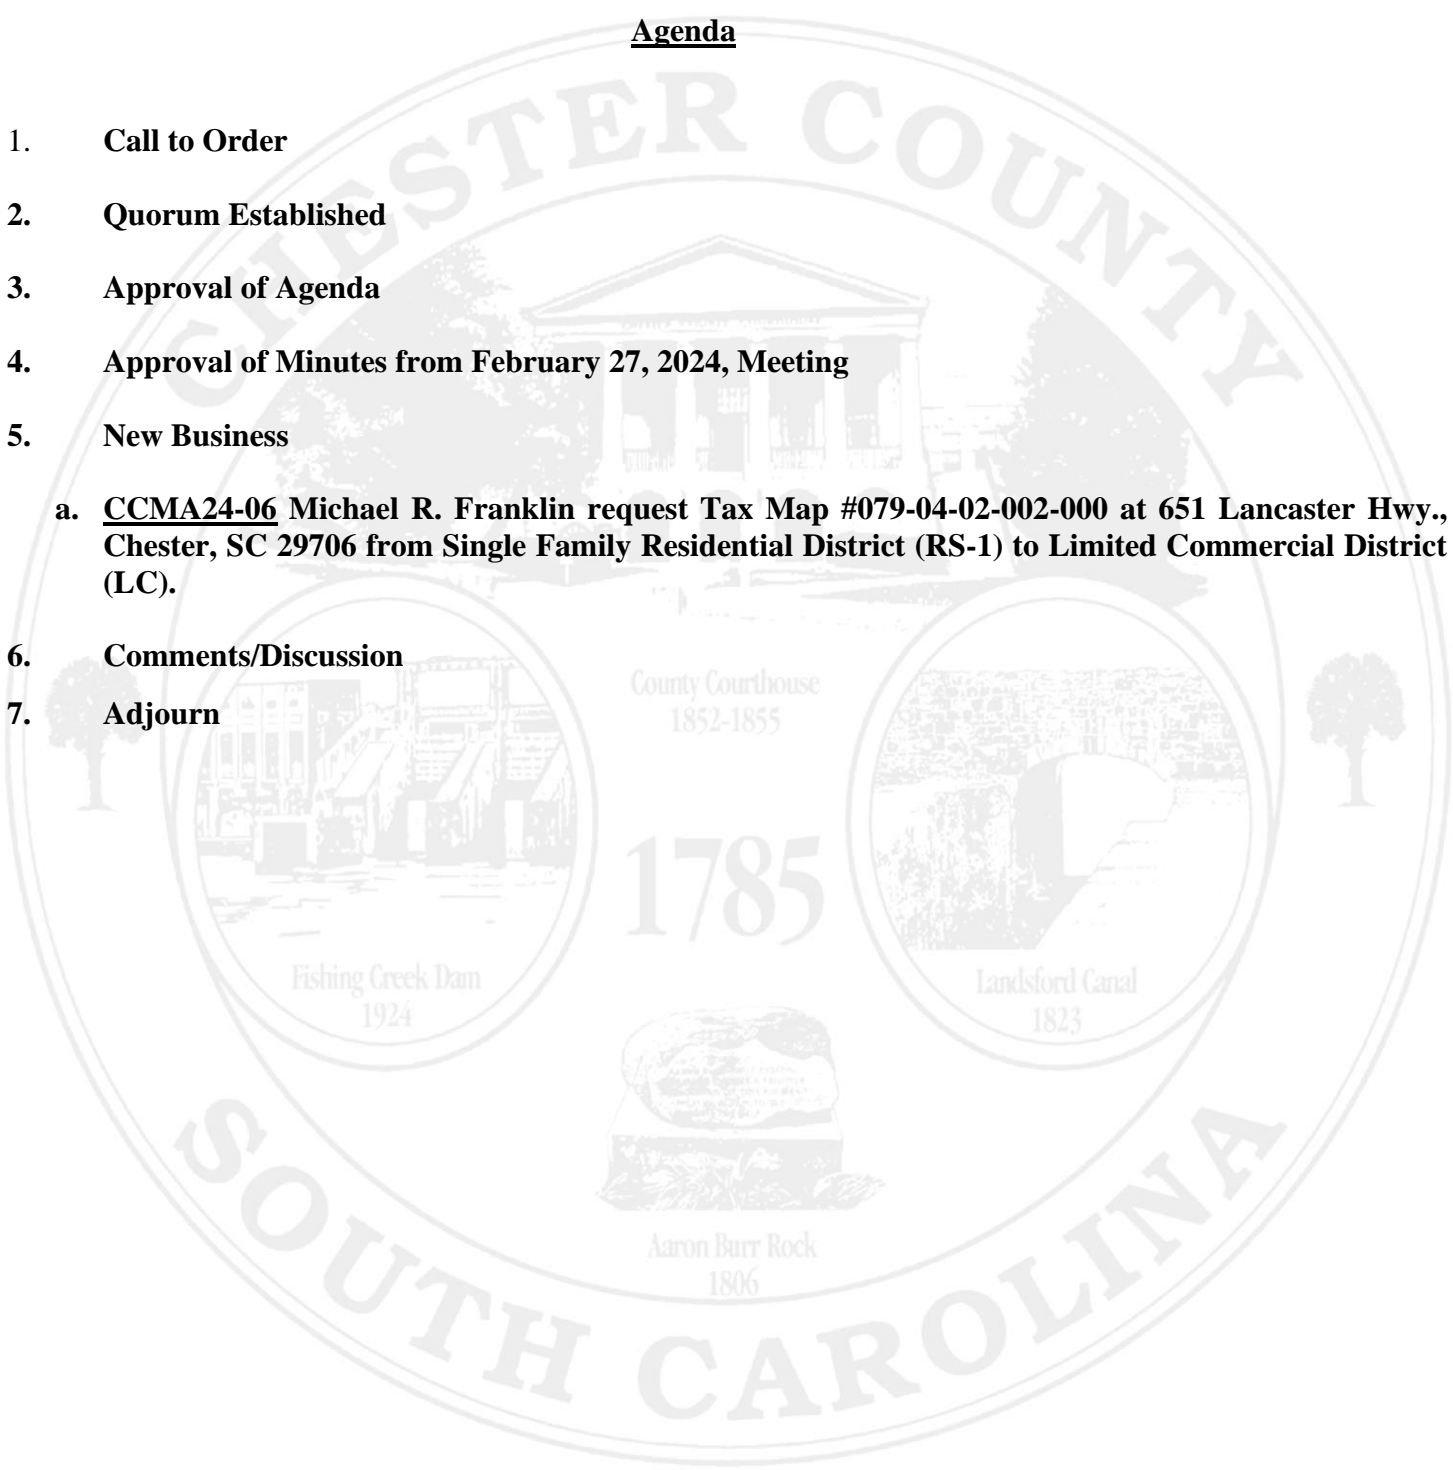 Agenda
1. Call to Order
2. Quorum Established
3. Approval of Agenda
4. Approval of Minutes from February 27, 2024, Meeting
5. New Business
a. CCMA24-06 Michael R. Franklin request Tax Map #079-04-02-002-000 at 651 Lancaster Hwy.,
Chester, SC 29706 from Single Family Residential District (RS-1) to Limited Commercial District
(LC).
6. Comments/Discussion
7. Adjourn
CHESTER COUNTY
County Courthouse
1852-1855
1785
Fishing Creek Dam
1924
Landsford Canal
1823
Aaron Burr Rock
1806
SOUTH CAROLINA